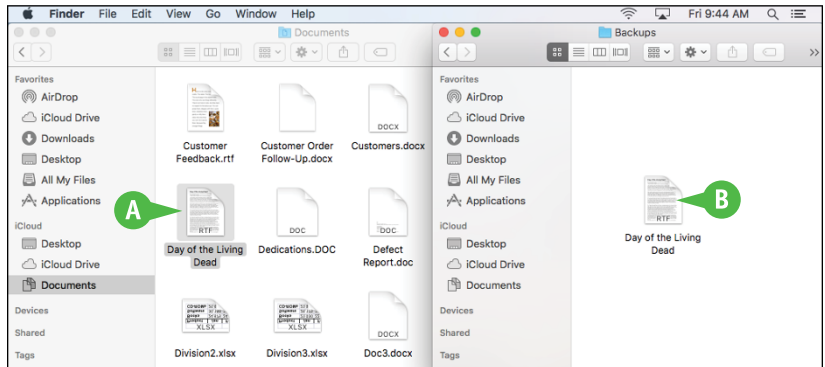 Finder File Edit View Go Window Help Fri 9:44 AM
Documents
Favorites
AirDrop
iCloud Drive
Downloads
Desktop
All My Files
Applications
iCloud
Desktop
iCloud Drive
Documents
Devices
Shared
Tags
DOCX
Customer
Feedback.rtf
Customer Order
Follow-Up.docx
Customers.docx
A
RTF
DOC
DOC
Day of the Living
Dead
Dedications.DOC
Defect
Report.doc
XLSX
XLSX
DOCX
Division2.xlsx
Division3.xlsx
Doc3.docx
Backups
Favorites
AirDrop
iCloud Drive
Downloads
Desktop
All My Files
Applications
iCloud
Desktop
iCloud Drive
Documents
Devices
Shared
Tags
RTF
B
Day of the Living
Dead